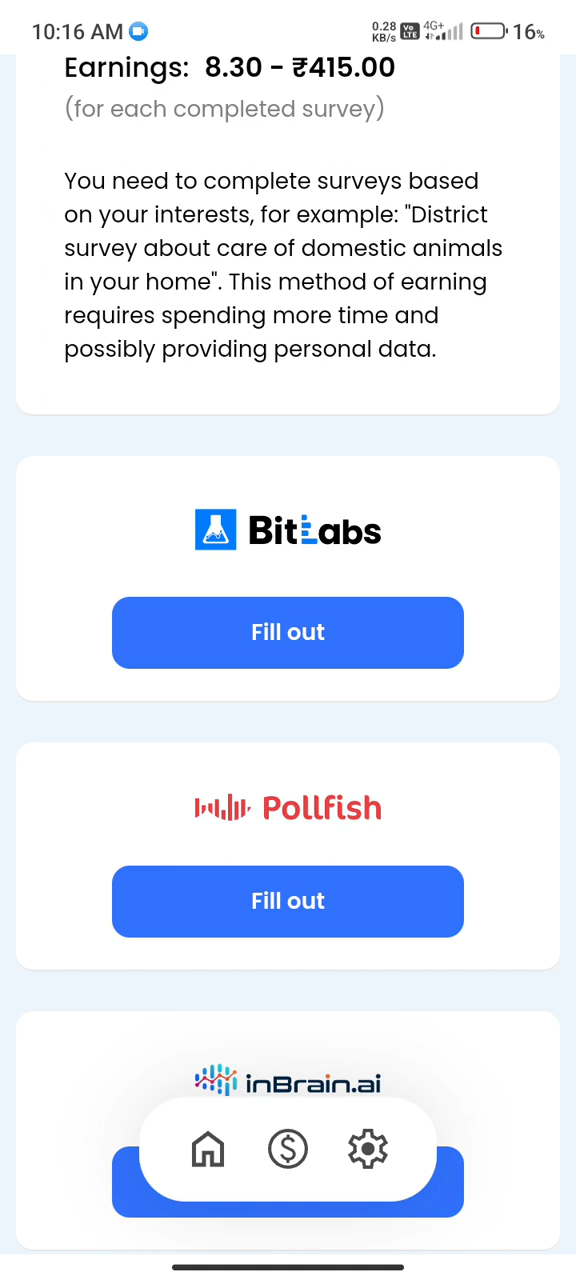 10:16 AM
0.28 KB/s Vo LTE 4G+ 16%
Earnings: 8.30 - ₹415.00
(for each completed survey)
You need to complete surveys based
on your interests, for example: "District
survey about care of domestic animals
in your home". This method of earning
requires spending more time and
possibly providing personal data.
BitLabs
Fill out
Pollfish
Fill out
inBrain.ai